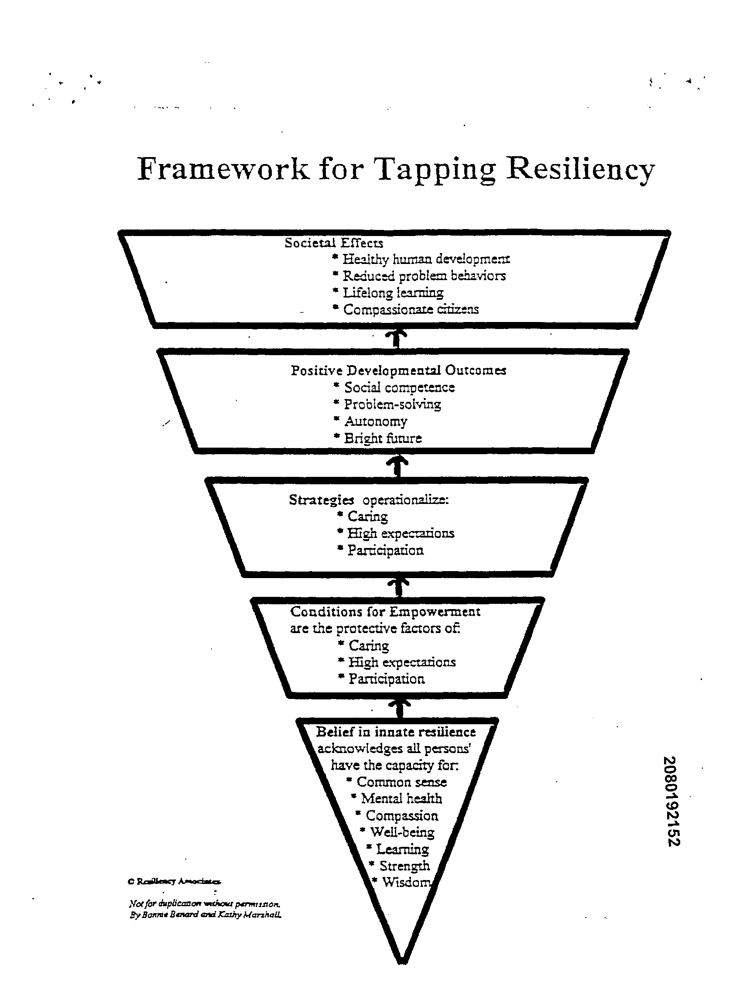 Framework for Tapping Resiliency
Societal Effects
* Healthy human development
* Reduced problem behaviors
* Lifelong learning
* Compassionate citizens
Positive Developmental Outcomes
* Social competence
* Problem-solving
* Autonomy
* Bright future
Strategies operationalize:
* Caring
* High expectations
* Participation
Conditions for Empowerment
are the protective factors of:
* Caring
* High expectations
* Participation
Belief in innate resilience
acknowledges all persons'
have the capacity for:
* Common sense
* Mental health
* Compassion
* Well-being
* Learning
* Strength
* Wisdom
2080192152
© Resiliency Associates
Not for duplication without permission.
By Bonnie Benard and Kathy Marshall.